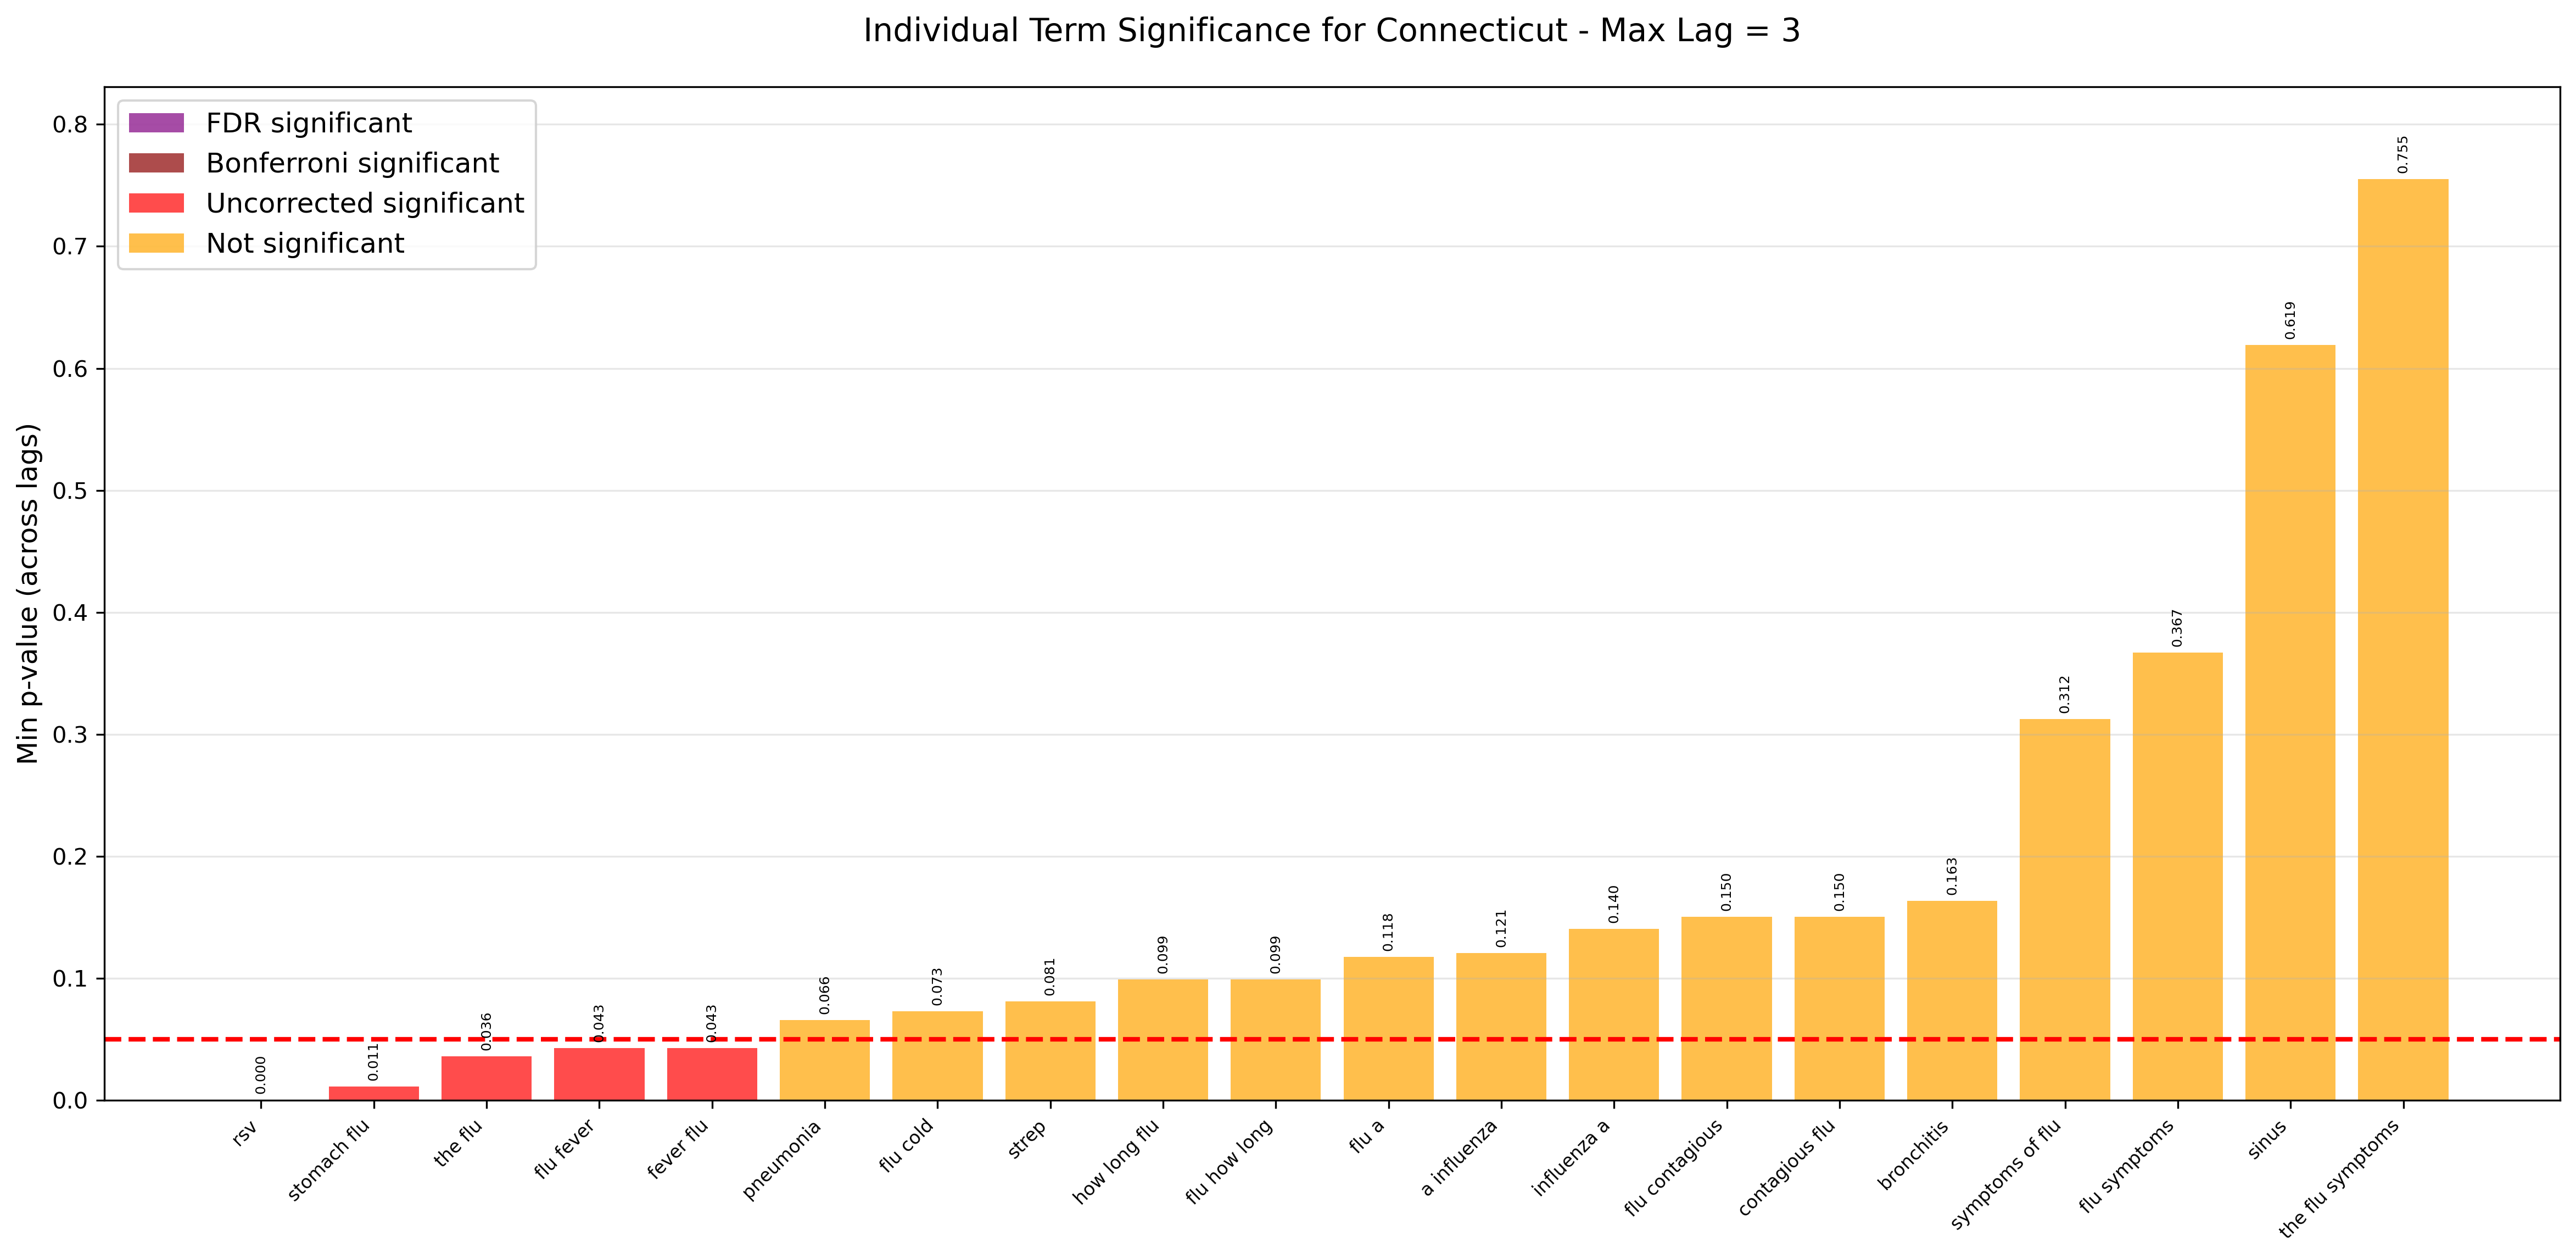 Individual Term Significance for Connecticut - Max Lag = 3
FDR significant
Bonferroni significant
Uncorrected significant
Not significant
Min p-value (across lags)
0.8
0.7
0.6
0.5
0.4
0.3
0.2
0.1
0.0
0.000
0.011
0.036
0.043
0.043
0.066
0.073
0.081
0.099
0.099
0.118
0.121
0.140
0.150
0.150
0.163
0.312
0.367
0.619
0.755
rsv
stomach flu
the flu
flu fever
fever flu
pneumonia
flu cold
strep
how long flu
flu how long
flu a
a influenza
influenza a
flu contagious
contagious flu
bronchitis
symptoms of flu
flu symptoms
sinus
the flu symptoms